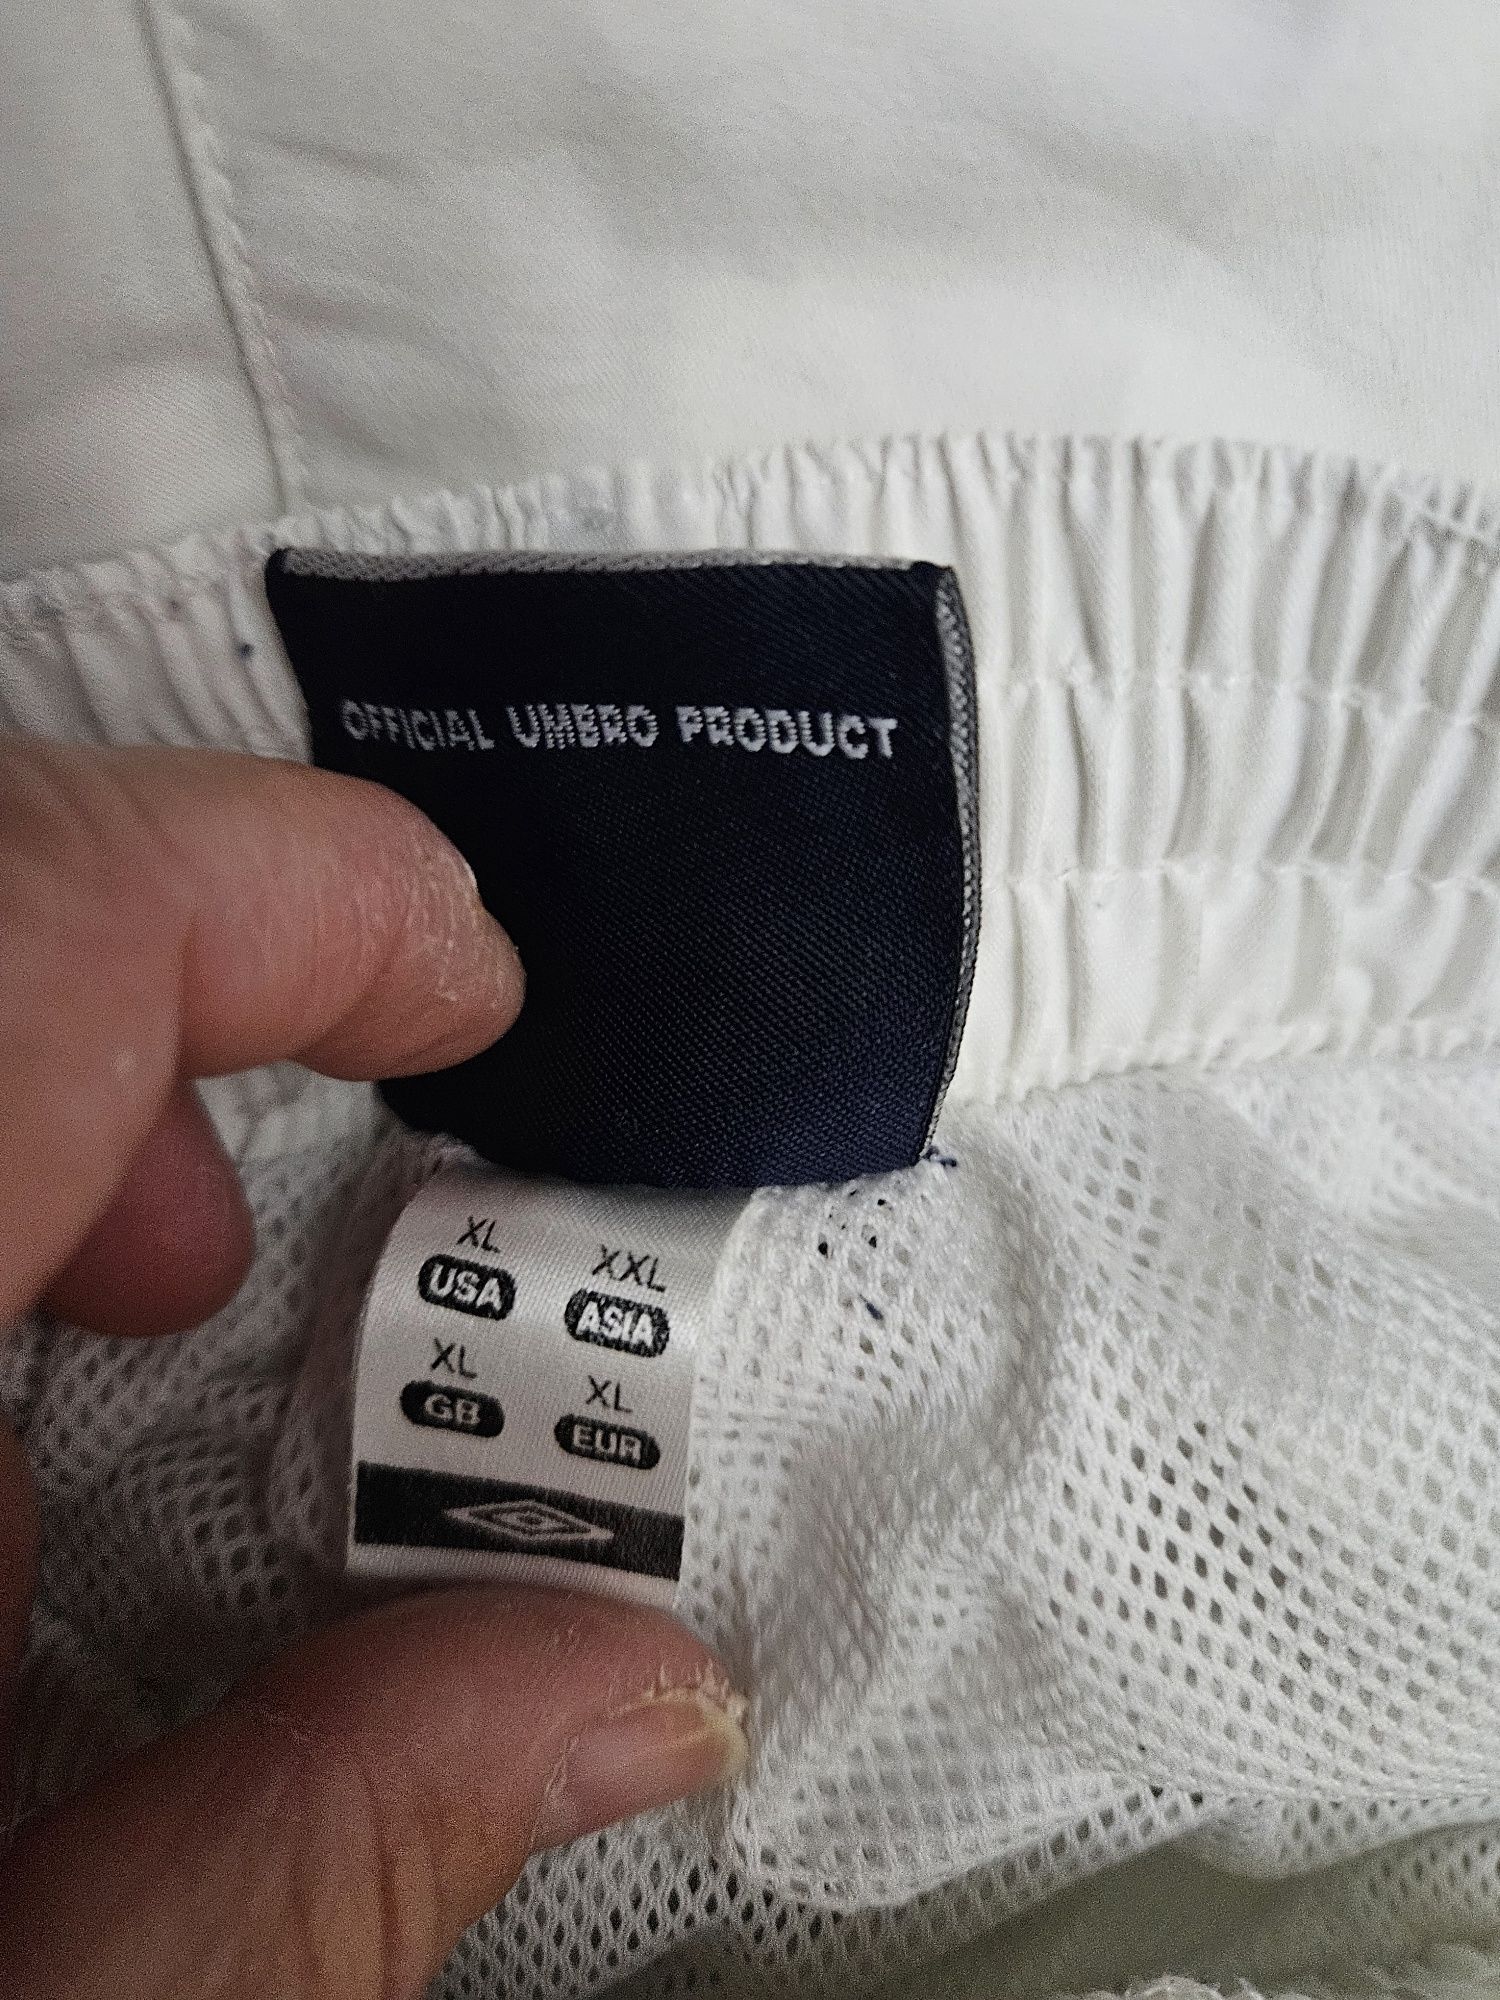 OFFICIAL UMBRO PRODUCT
XL XXL
USA ASIA
XL XL
GB EUR